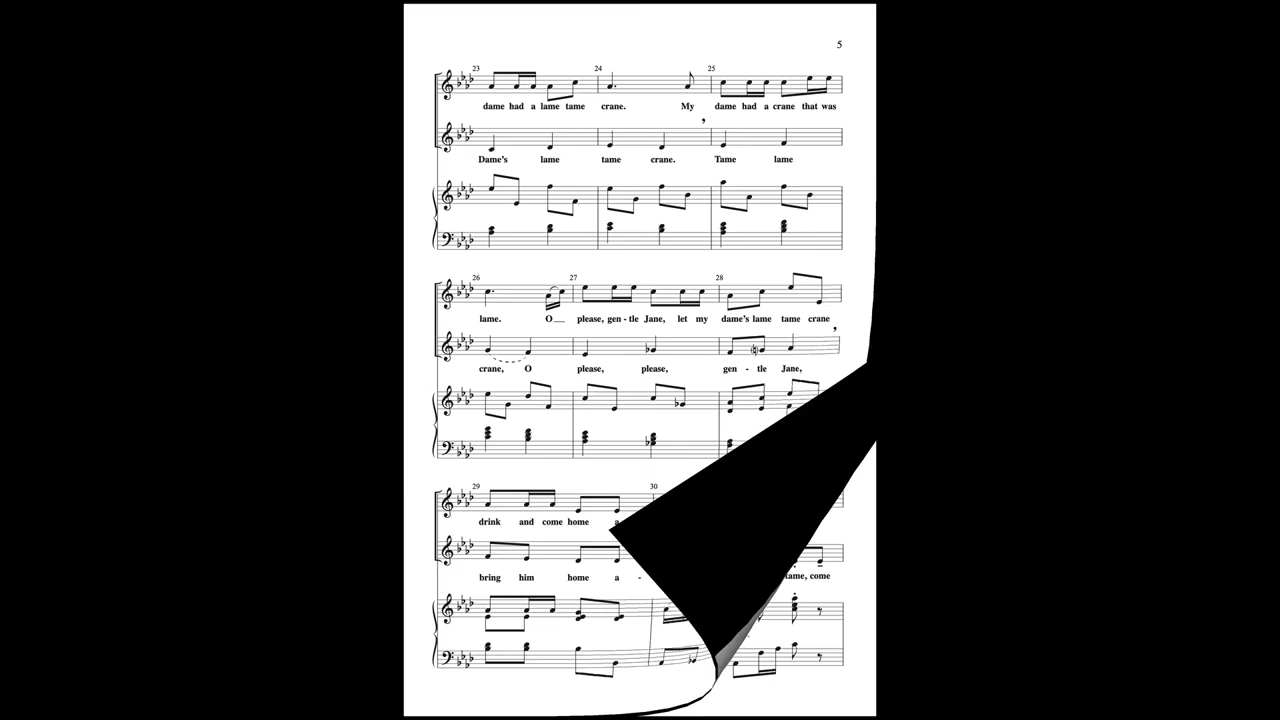 5
23 24 25
dame had a lame tame crane. My dame had a crane that was
Dame's lame tame crane. Tame lame
26 27 28
lame. O__ please, gen - tle Jane, let my dame's lame tame crane
crane, O please, please, gen - tle Jane,
29 30
drink and come home
bring him home a - tame, come